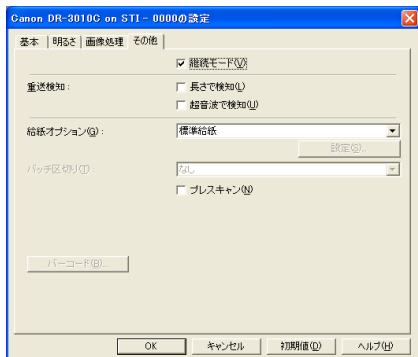 Canon DR-3010C on STI - 0000の設定
基本 明るさ 画像処理 その他
継続モード(V)
重送検知: 長さで検知(L)
超音波で検知(U)
給紙オプション(G): 標準給紙
設定(S)...
バッチ区切り(T): なし
プレスキャン(N)
バーコード(B)...
OK キャンセル 初期値(D) ヘルプ(H)